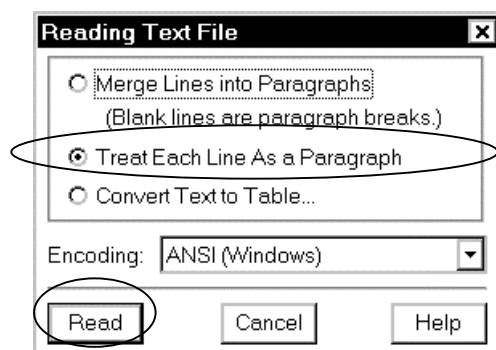 Reading Text File
Merge Lines into Paragraphs
(Blank lines are paragraph breaks.)
Treat Each Line As a Paragraph
Convert Text to Table...
Encoding: ANSI (Windows)
Read Cancel Help